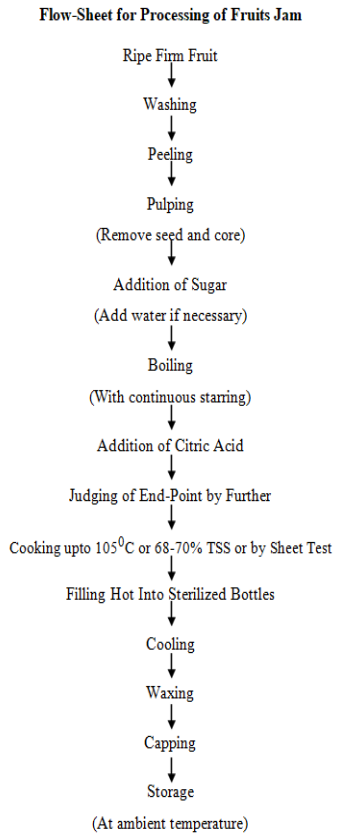 Flow-Sheet for Processing of Fruits Jam
Ripe Firm Fruit
Washing
Peeling
Pulping
(Remove seed and core)
Addition of Sugar
(Add water if necessary)
Boiling
(With continuous starring)
Addition of Citric Acid
Judging of End-Point by Further
Cooking upto 105⁰C or 68-70% TSS or by Sheet Test
Filling Hot Into Sterilized Bottles
Cooling
Waxing
Capping
Storage
(At ambient temperature)